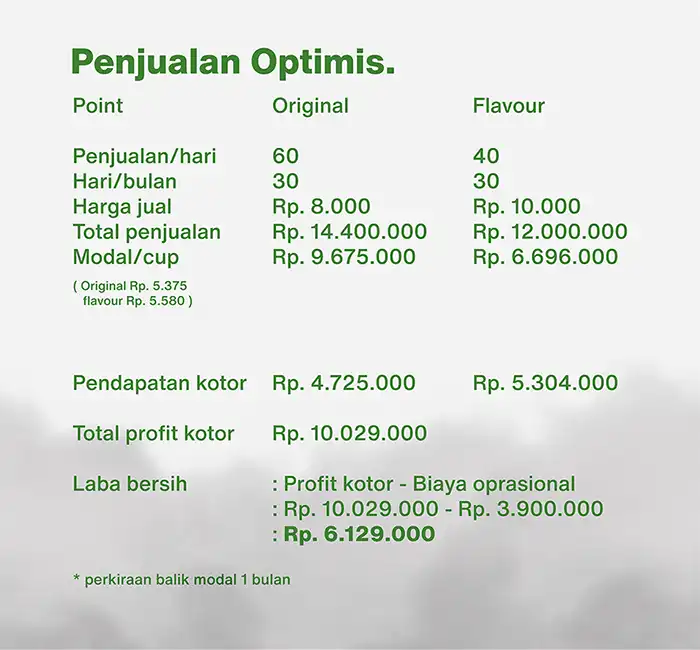 Penjualan Optimis.
Point Original Flavour
Penjualan/hari 60 40
Hari/bulan 30 30
Harga jual Rp. 8.000 Rp. 10.000
Total penjualan Rp. 14.400.000 Rp. 12.000.000
Modal/cup Rp. 9.675.000 Rp. 6.696.000
( Original Rp. 5.375
flavour Rp. 5.580 )
Pendapatan kotor Rp. 4.725.000 Rp. 5.304.000
Total profit kotor Rp. 10.029.000
Laba bersih : Profit kotor - Biaya oprasional
: Rp. 10.029.000 - Rp. 3.900.000
: Rp. 6.129.000
* perkiraan balik modal 1 bulan